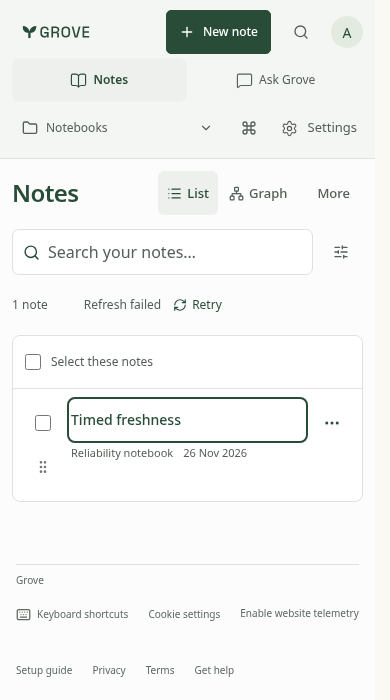 GROVE
New note
A
Notes
Ask Grove
Notebooks
Settings
Notes
List
Graph
More
Search your notes...
1 note
Refresh failed
Retry
Select these notes
Timed freshness
Reliability notebook 26 Nov 2026
Grove
Keyboard shortcuts
Cookie settings
Enable website telemetry
Setup guide
Privacy
Terms
Get help